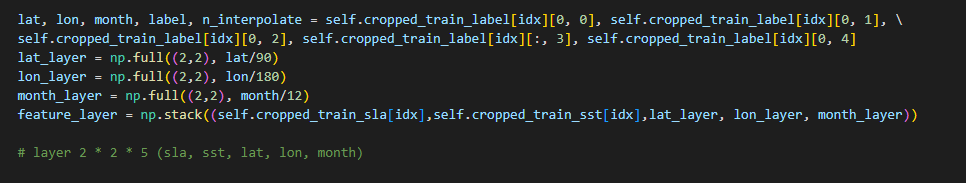 lat, lon, month, label, n_interpolate = self.cropped_train_label[idx][0, 0], self.cropped_train_label[idx][0, 1], \
self.cropped_train_label[idx][0, 2], self.cropped_train_label[idx][:, 3], self.cropped_train_label[idx][0, 4]
lat_layer = np.full((2,2), lat/90)
lon_layer = np.full((2,2), lon/180)
month_layer = np.full((2,2), month/12)
feature_layer = np.stack((self.cropped_train_sla[idx],self.cropped_train_sst[idx],lat_layer, lon_layer, month_layer))
# layer 2 * 2 * 5 (sla, sst, lat, lon, month)